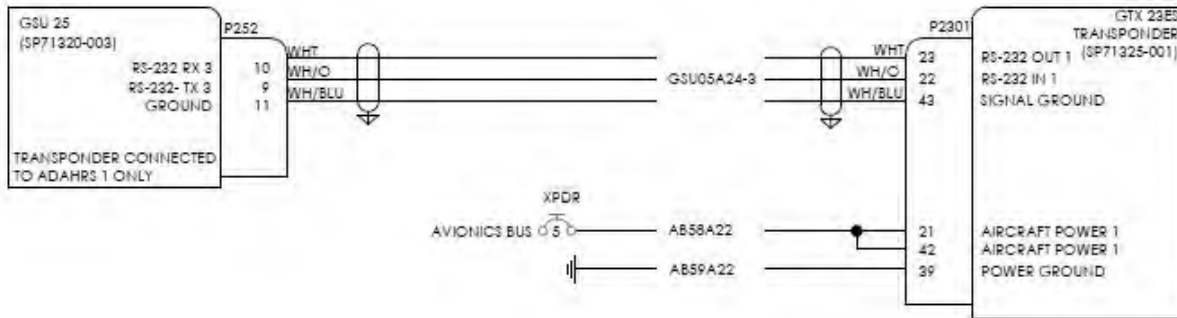 GSU 25
(SP71320-003)
P252
RS-232 RX 3 10 WHT
RS-232- TX 3 9 WH/O
GROUND 11 WH/BLU
TRANSPONDER CONNECTED
TO ADAHRS 1 ONLY
GSU05A24-3
P2301
GTX 23ES
TRANSPONDER
(SP71325-001)
WHT 23 RS-232 OUT 1
WH/O 22 RS-232 IN 1
WH/BLU 43 SIGNAL GROUND
XPDR
AVIONICS BUS 5 AB58A22 21 AIRCRAFT POWER 1
42 AIRCRAFT POWER 1
AB59A22 39 POWER GROUND